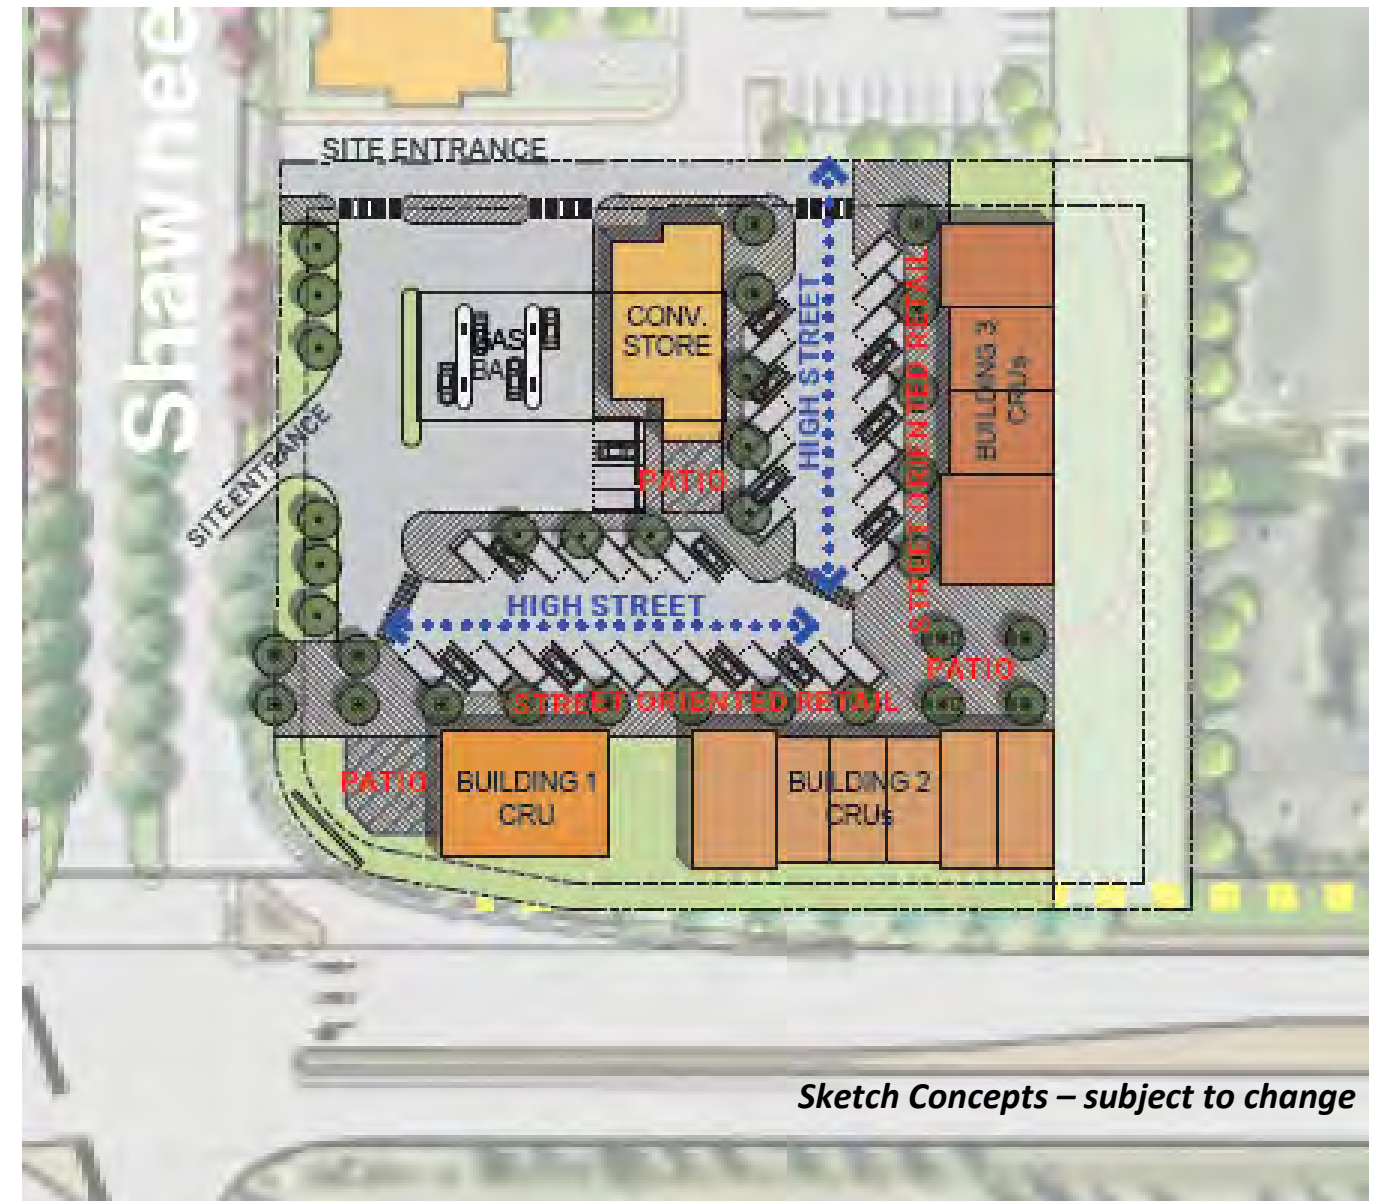 Shawnee
SITE ENTRANCE
CONV.
STORE
GAS
BAR
HIGH STREET
STREET ORIENTED RETAIL
BUILDING 3
CRUs
SITE ENTRANCE
PATIO
HIGH STREET
PATIO
STREET ORIENTED RETAIL
PATIO
BUILDING 1
CRU
BUILDING 2
CRUs
Sketch Concepts – subject to change